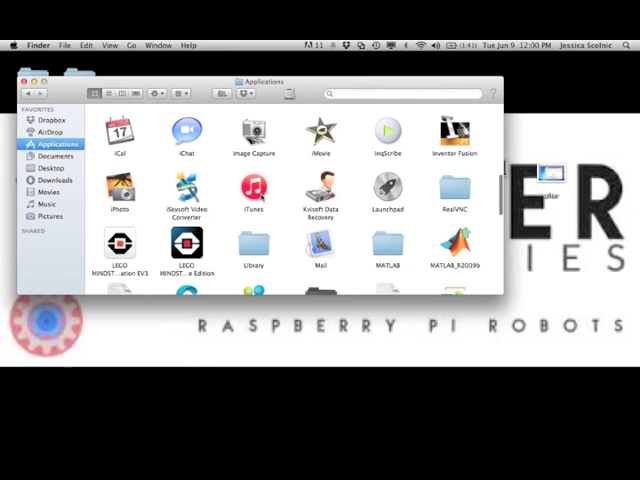 Finder File Edit View Go Window Help 11 (1:41) Tue Jun 9 12:00 PM Jessica Scolnic
Applications
FAVORITES
Dropbox
AirDrop
Applications
Documents
Desktop
Downloads
Movies
Music
Pictures
SHARED
iCal iChat Image Capture iMovie InqScribe Inventor Fusion
iPhoto iSkysoft Video Converter iTunes Kvisoft Data Recovery Launchpad RealVNC
LEGO MINDST...ation EV3 LEGO MINDST...e Edition Library Mail MATLAB MATLAB_R2009b
ER
IES
RASPBERRY PI ROBOTS